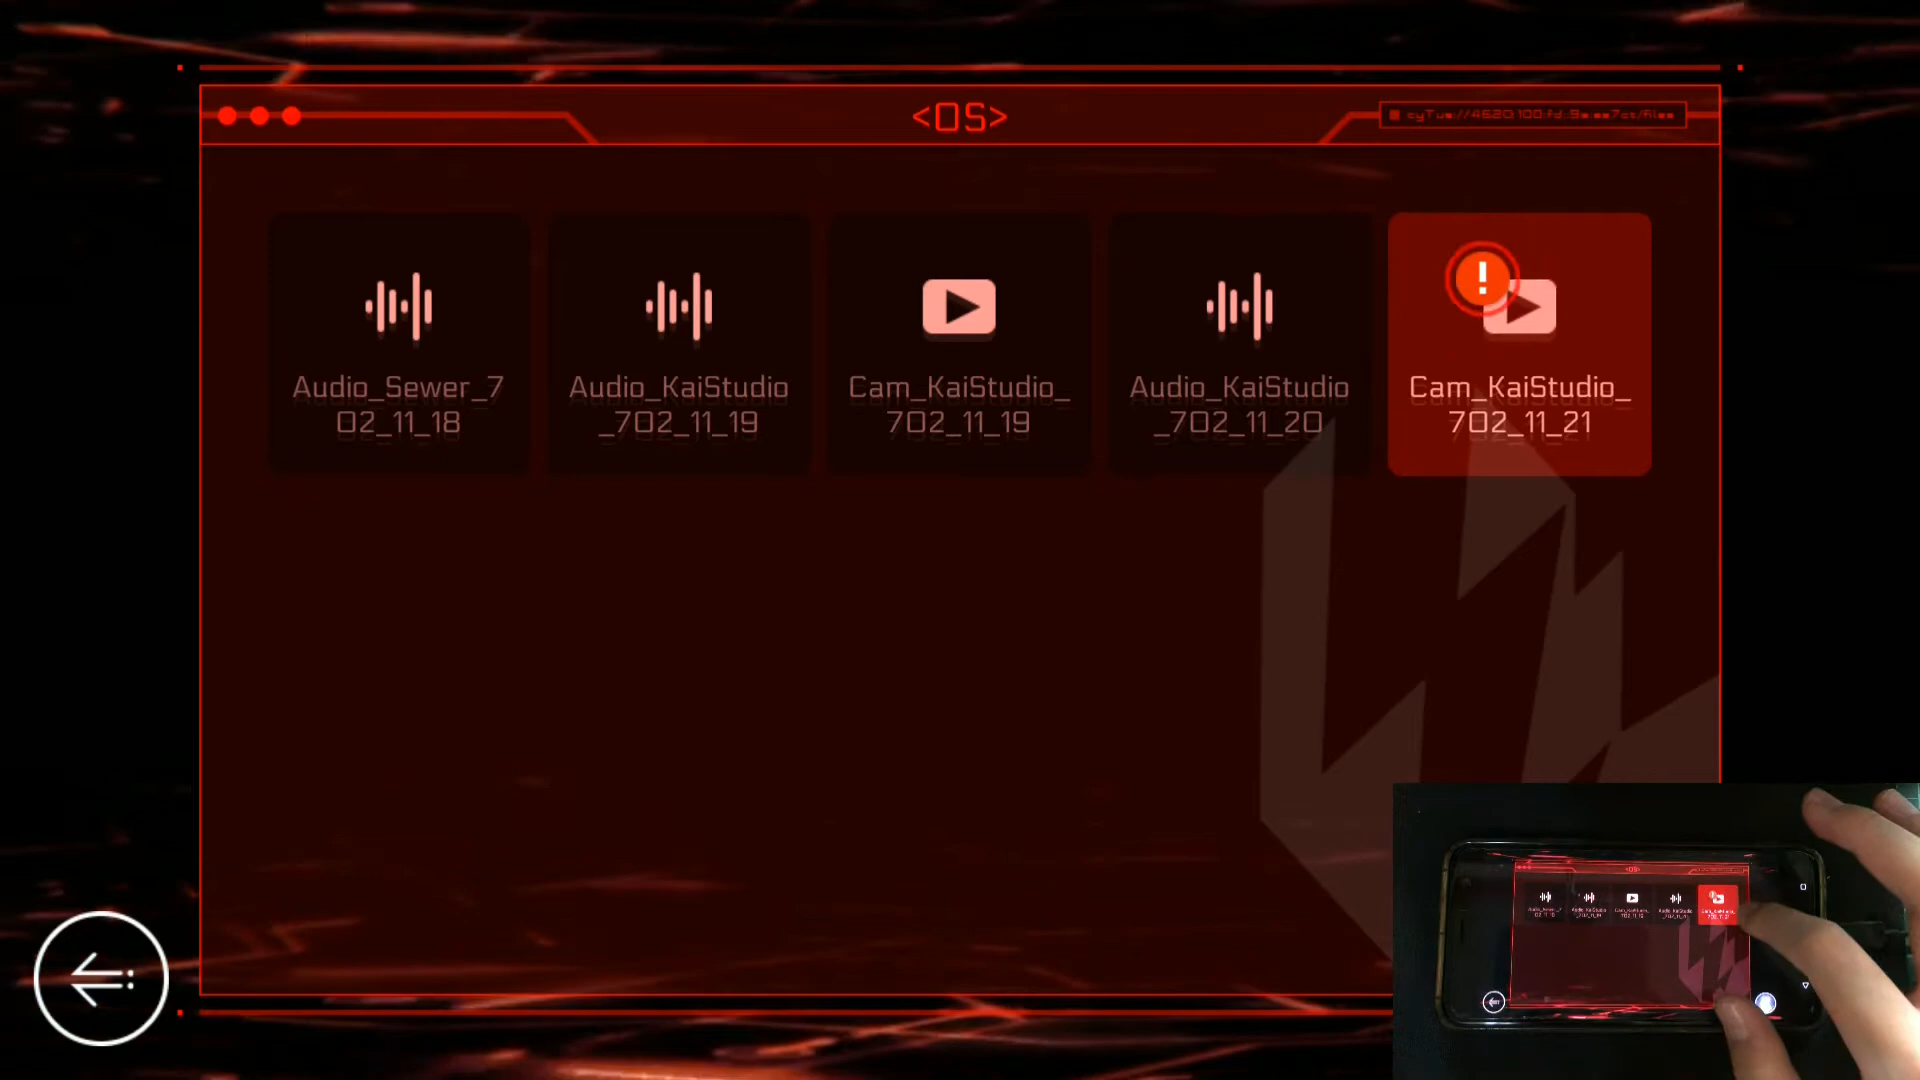 <OS>
Audio_Sewer_7
02_11_18
Audio_KaiStudio
_702_11_19
Cam_KaiStudio_
702_11_19
Audio_KaiStudio
_702_11_20
Cam_KaiStudio_
702_11_21